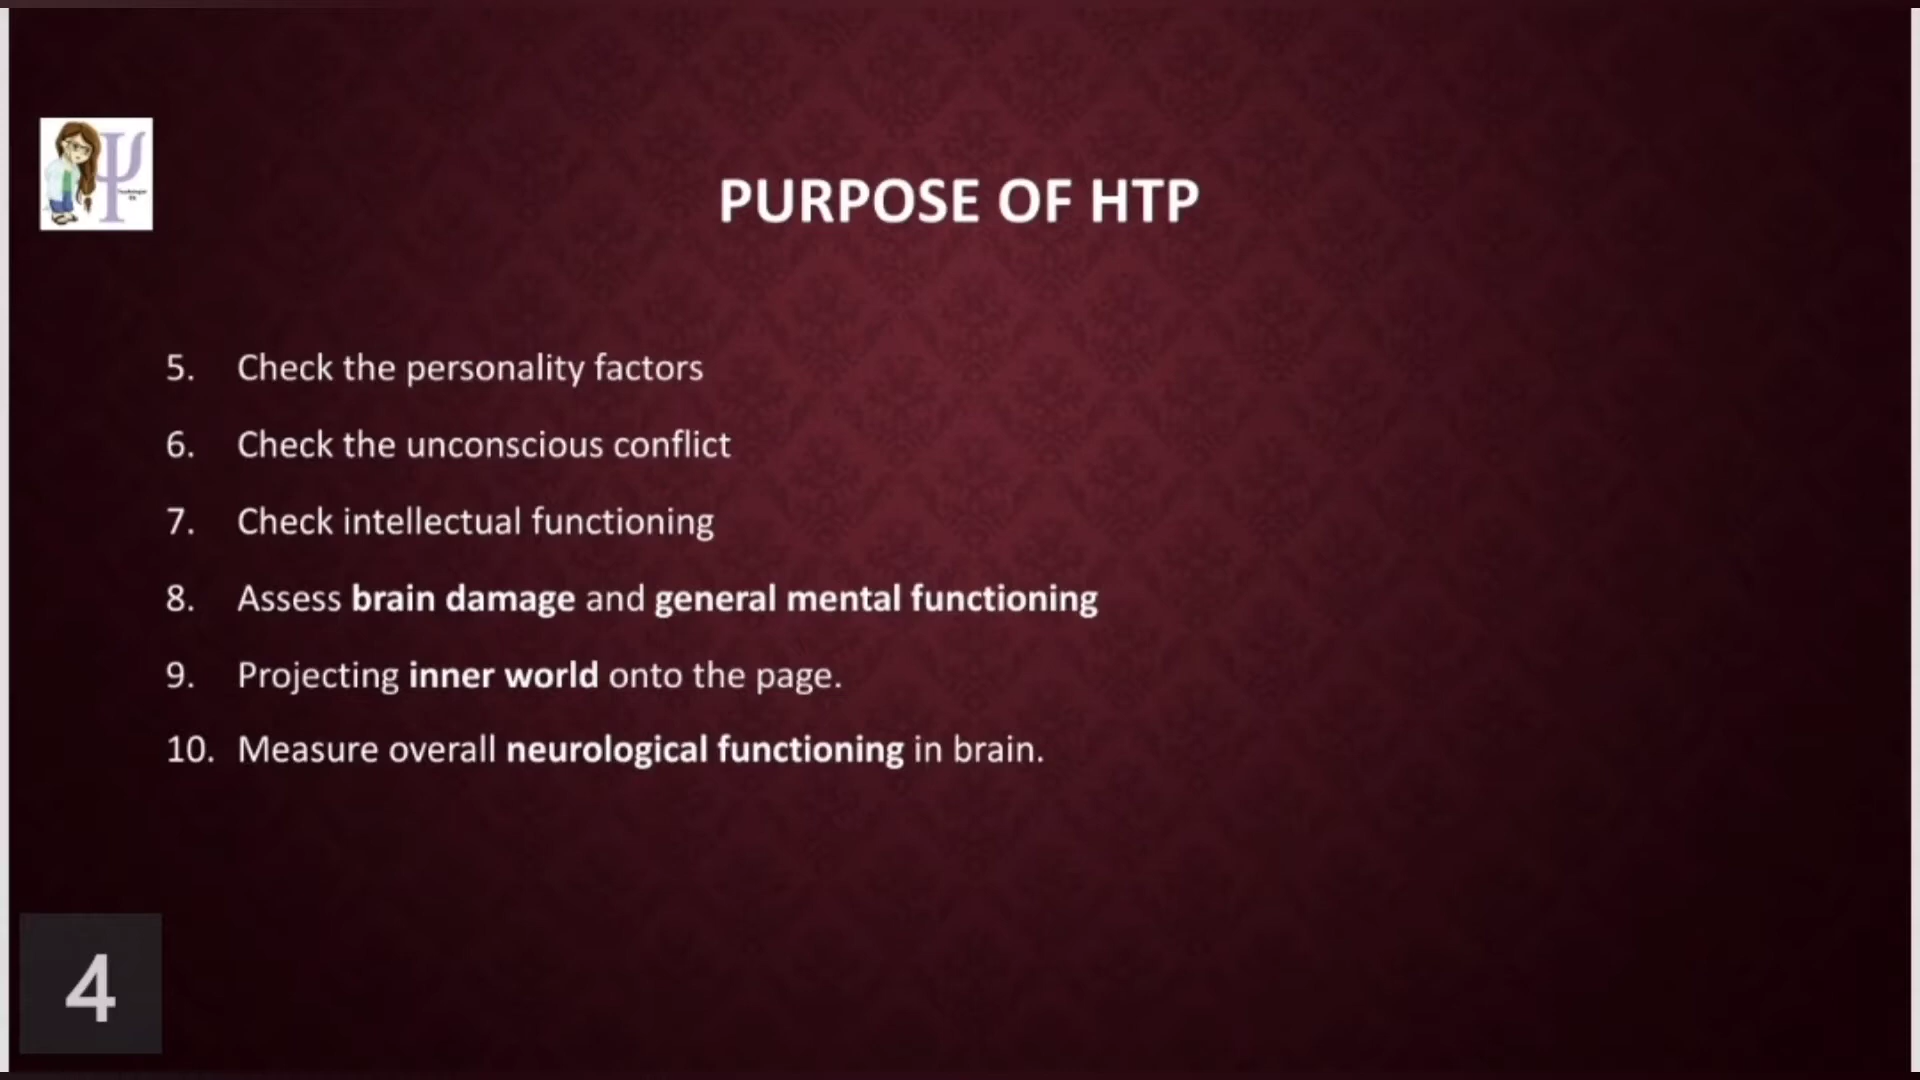 PURPOSE OF HTP
5. Check the personality factors
6. Check the unconscious conflict
7. Check intellectual functioning
8. Assess brain damage and general mental functioning
9. Projecting inner world onto the page.
10. Measure overall neurological functioning in brain.
4